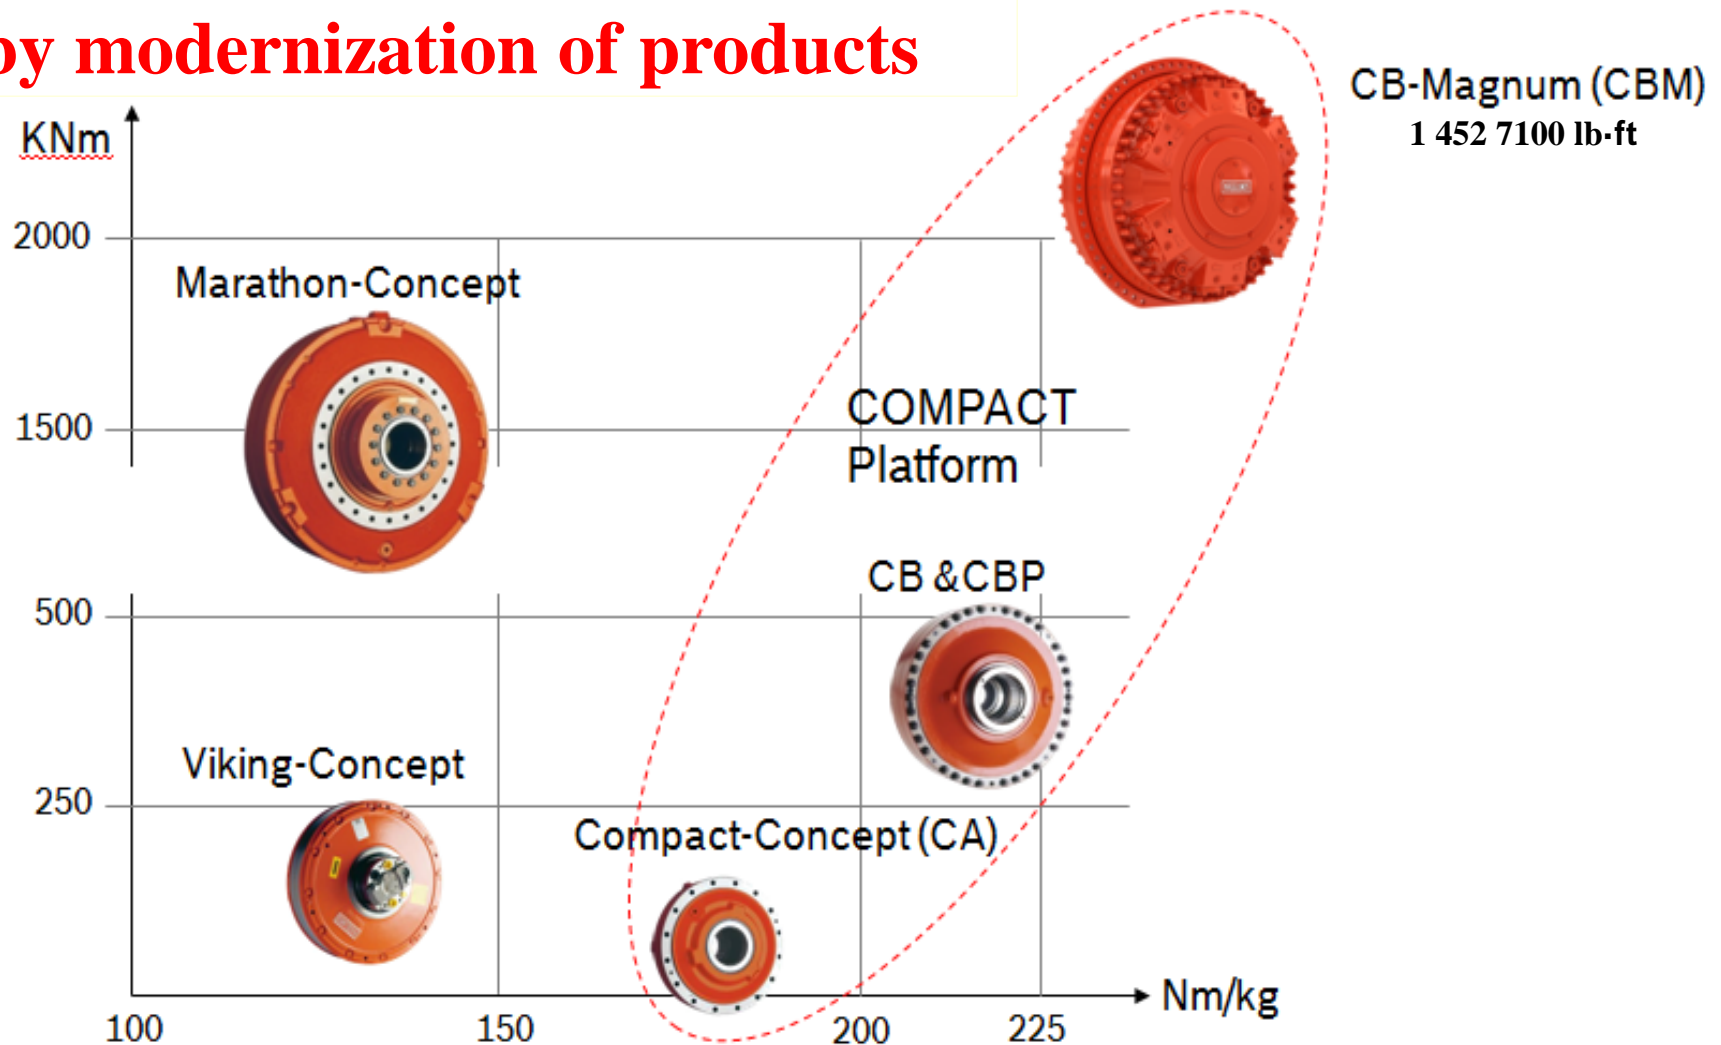 by modernization of products
CB-Magnum (CBM)
1 452 7100 lb-ft
KNm
2000
Marathon-Concept
1500
COMPACT
Platform
CB &CBP
500
Viking-Concept
250
Compact-Concept (CA)
Nm/kg
100 150 200 225